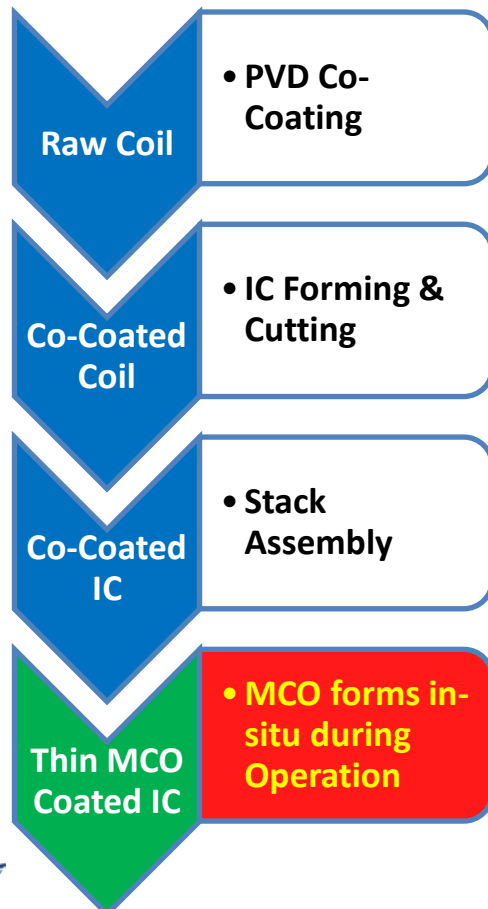 Raw Coil
• PVD Co-
Coating
Co-Coated
Coil
• IC Forming &
Cutting
Co-Coated
IC
• Stack
Assembly
Thin MCO
Coated IC
• MCO forms in-
situ during
Operation